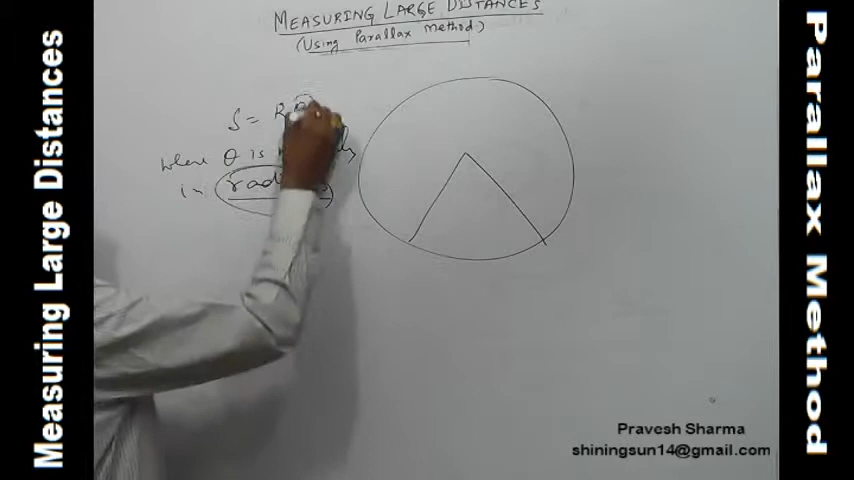 Measuring Large Distances
MEASURING LARGE DISTANCES
(Using Parallax Method)
S = R
where θ is
in
Pravesh Sharma
shiningsun14@gmail.com
Parallax Method